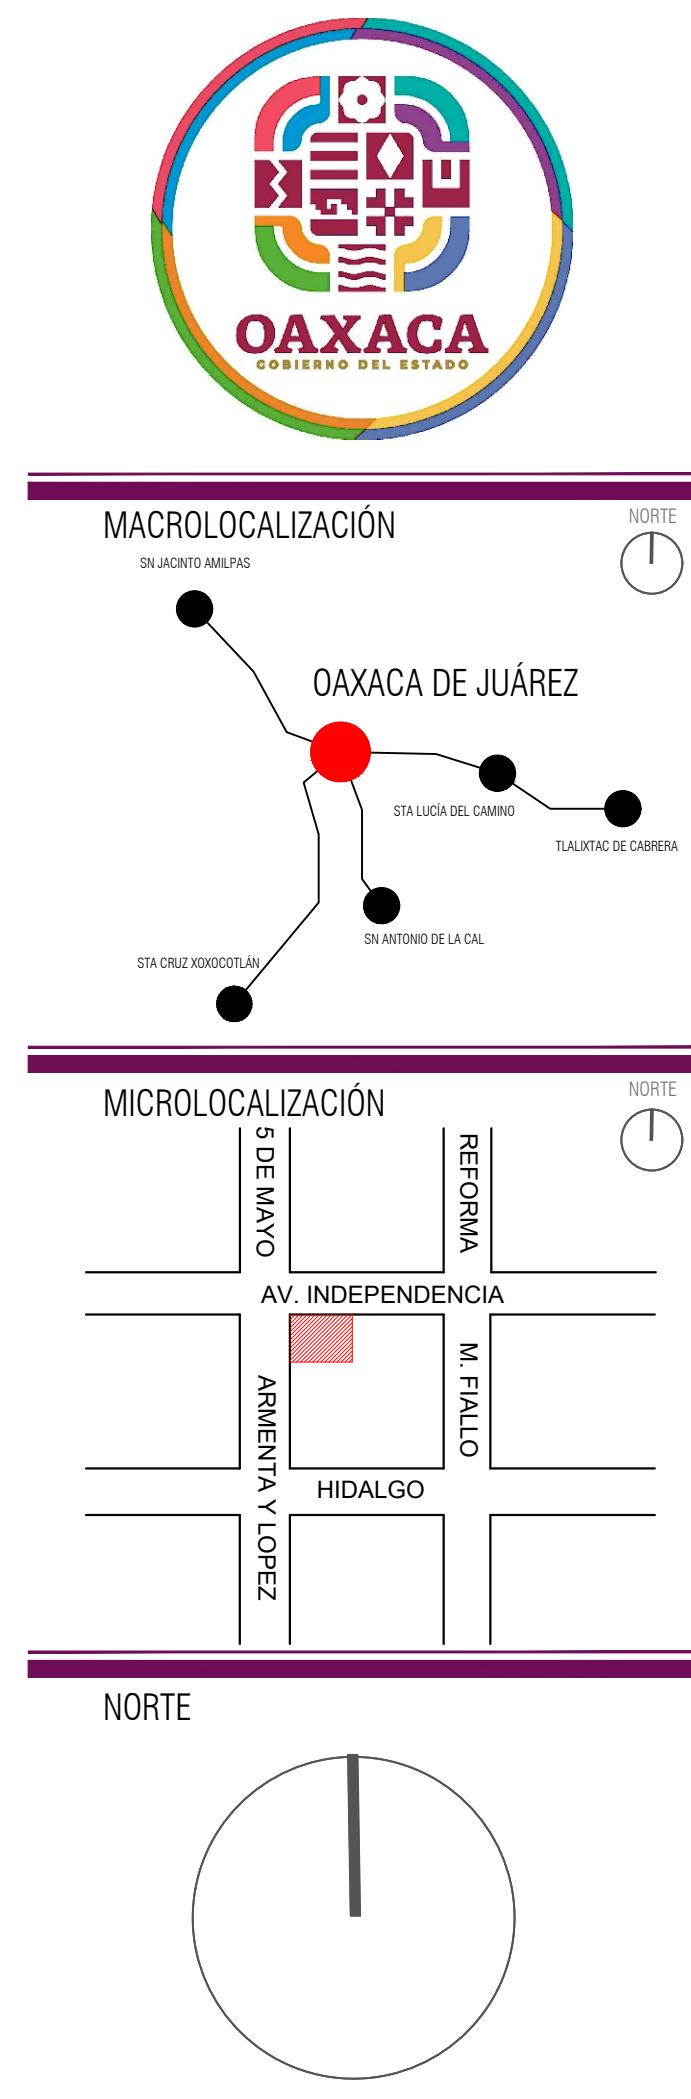 OAXACA
GOBIERNO DEL ESTADO
MACROLOCALIZACIÓN
NORTE
SN JACINTO AMILPAS
OAXACA DE JUÁREZ
STA LUCÍA DEL CAMINO
TLALIXTAC DE CABRERA
SN ANTONIO DE LA CAL
STA CRUZ XOXOCOTLÁN
MICROLOCALIZACIÓN
NORTE
5 DE MAYO
REFORMA
AV. INDEPENDENCIA
M. FIALLO
ARMENTA Y LOPEZ
HIDALGO
NORTE